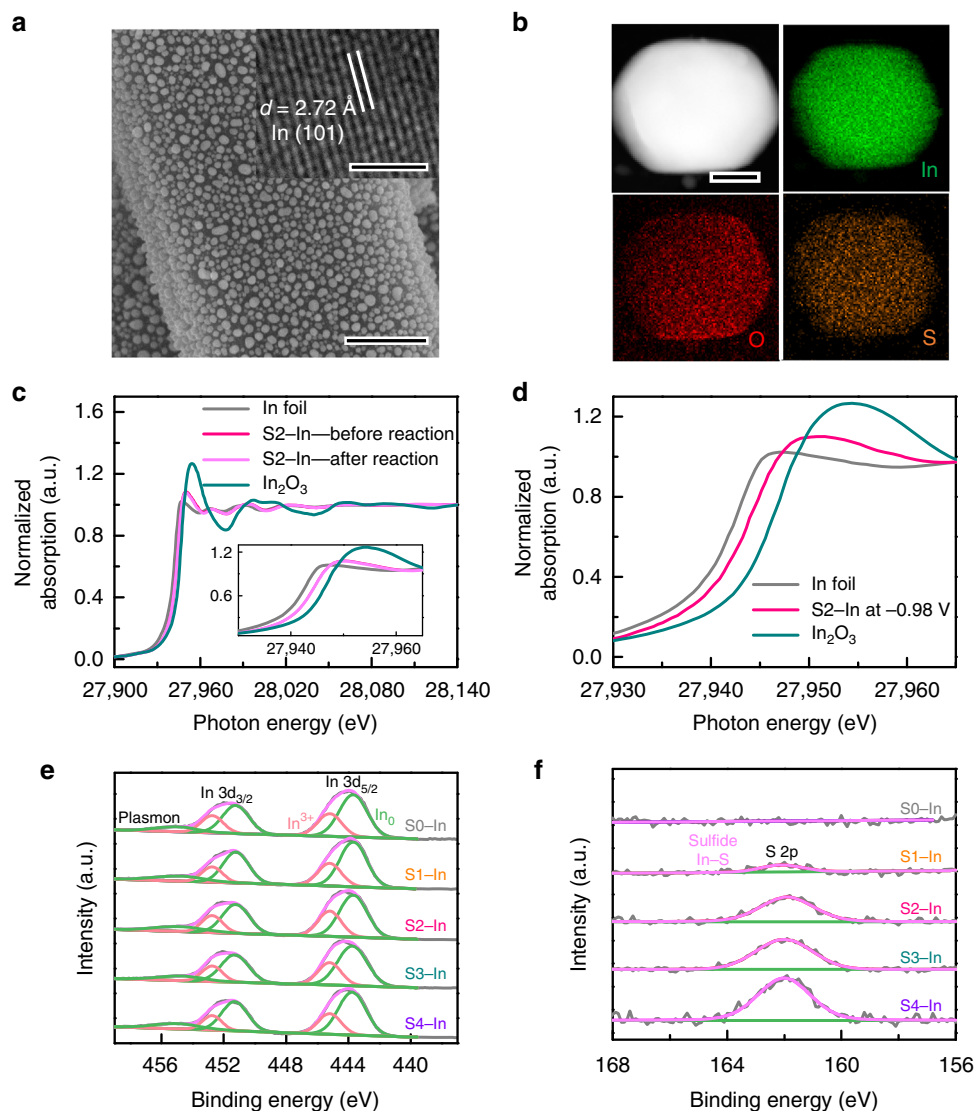 a
d = 2.72 Å
In (101)
b
In
O
S
c
Normalized
absorption (a.u.)
1.6
1.2
0.8
0.4
0.0
In foil
S2–In—before reaction
S2–In—after reaction
In₂O₃
1.2
0.6
27,940
27,960
27,900
27,960
28,020
28,080
28,140
Photon energy (eV)
d
Normalized
absorption (a.u.)
1.2
0.8
0.4
0.0
In foil
S2–In at –0.98 V
In₂O₃
27,930
27,940
27,950
27,960
Photon energy (eV)
e
Intensity (a.u.)
Plasmon
In 3d₃/₂
In 3d₅/₂
In³⁺
In₀
S0–In
S1–In
S2–In
S3–In
S4–In
456
452
448
444
440
Binding energy (eV)
f
Intensity (a.u.)
S0–In
Sulfide
In–S
S 2p
S1–In
S2–In
S3–In
S4–In
168
164
160
156
Binding energy (eV)